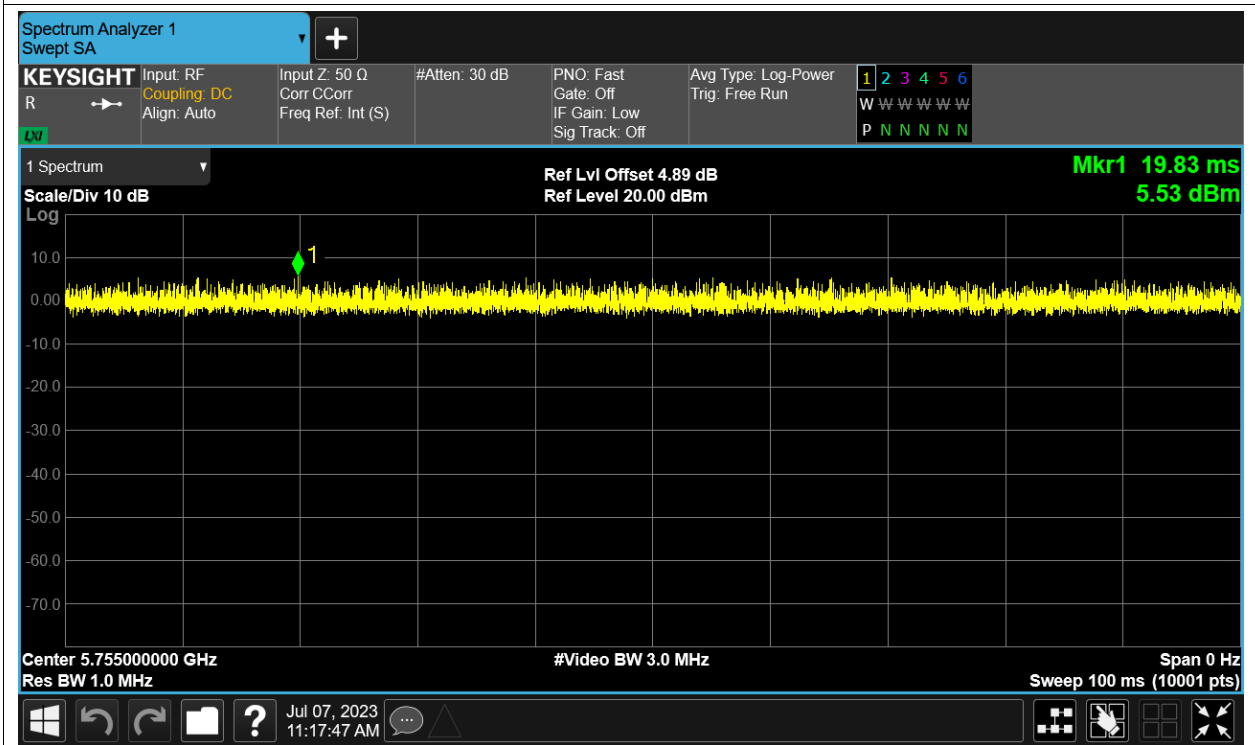 Spectrum Analyzer 1
Swept SA
KEYSIGHT
R
LXI
Input: RF
Coupling: DC
Align: Auto
Input Z: 50 Ω
Corr CCorr
Freq Ref: Int (S)
#Atten: 30 dB
PNO: Fast
Gate: Off
IF Gain: Low
Sig Track: Off
Avg Type: Log-Power
Trig: Free Run
1 2 3 4 5 6
W W W W W W
P N N N N N
1 Spectrum
Scale/Div 10 dB
Log
Ref Lvl Offset 4.89 dB
Ref Level 20.00 dBm
Mkr1 19.83 ms
5.53 dBm
1
10.0
0.00
-10.0
-20.0
-30.0
-40.0
-50.0
-60.0
-70.0
Center 5.755000000 GHz
Res BW 1.0 MHz
#Video BW 3.0 MHz
Span 0 Hz
Sweep 100 ms (10001 pts)
?
Jul 07, 2023
11:17:47 AM